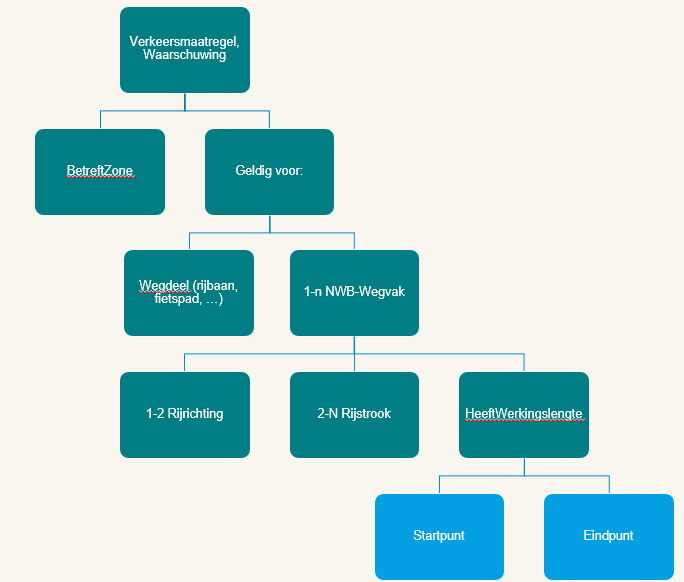 Verkeersmaatregel,
Waarschuwing
BetreftZone
Geldig voor:
Wegdeel (rijbaan,
fietspad, …)
1-n NWB-Wegvak
1-2 Rijrichting
2-N Rijstrook
HeeftWerkingslengte
Startpunt
Eindpunt